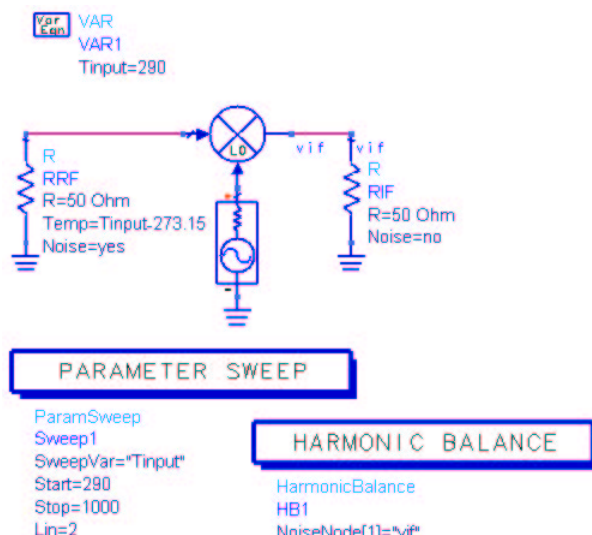 Var
Eqn
VAR
VAR1
Tinput=290
LO
vif
vif
R
RRF
R=50 Ohm
Temp=Tinput-273.15
Noise=yes
R
RIF
R=50 Ohm
Noise=no
PARAMETER SWEEP
ParamSweep
Sweep1
SweepVar="Tinput"
Start=290
Stop=1000
Lin=2
HARMONIC BALANCE
HarmonicBalance
HB1
NoiseNode[1]="vif"